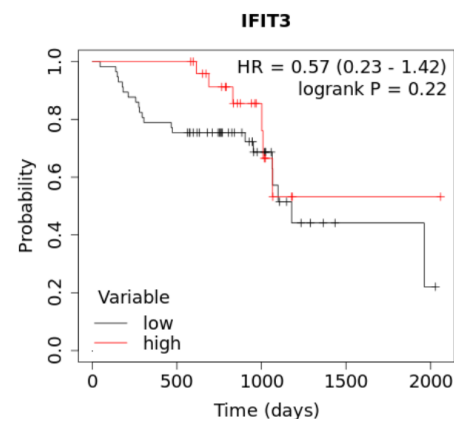 IFIT3
HR = 0.57 (0.23 - 1.42)
logrank P = 0.22
Probability
1.0
0.8
0.6
0.4
0.2
0.0
Variable
low
high
0 500 1000 1500 2000
Time (days)